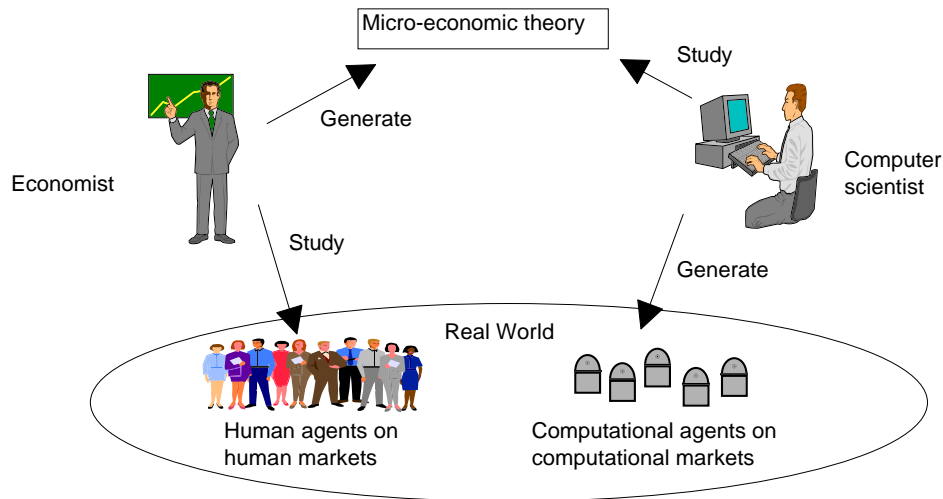 Micro-economic theory
Study
Generate
Economist
Computer
scientist
Study
Generate
Real World
Human agents on
human markets
Computational agents on
computational markets